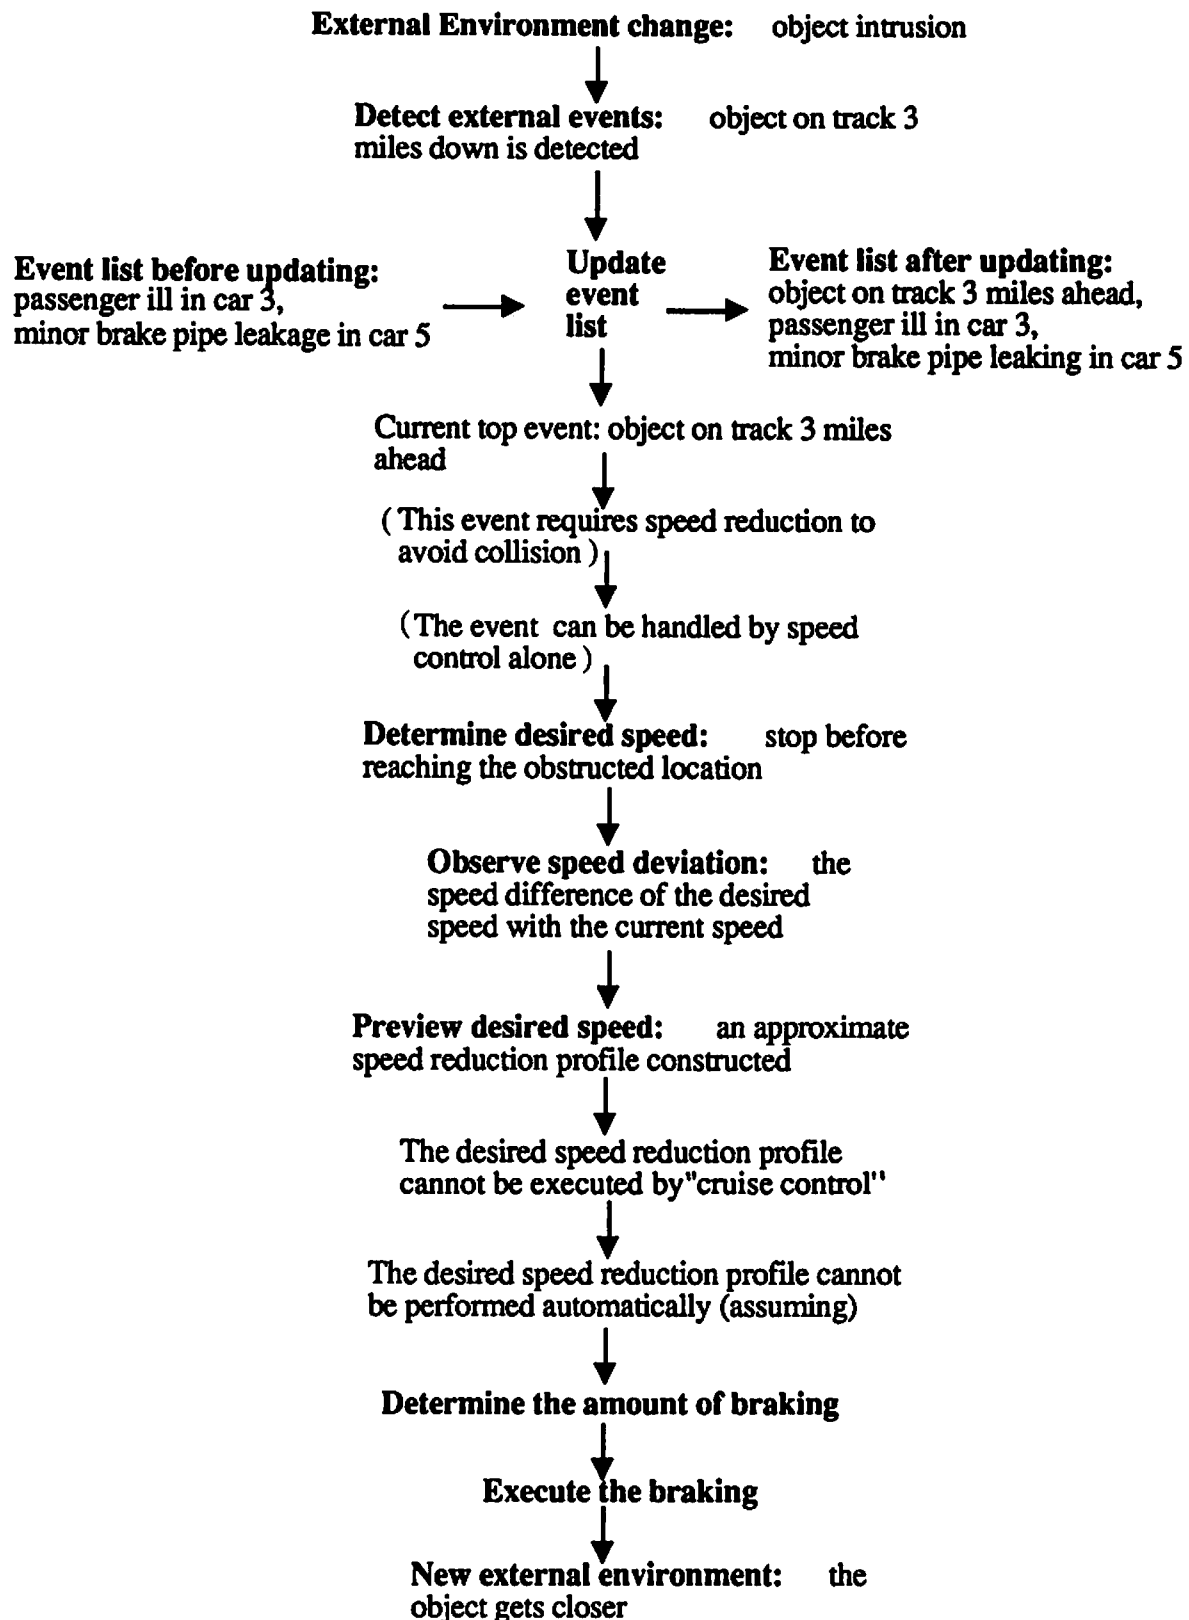 External Environment change: object intrusion
Detect external events: object on track 3
miles down is detected
Event list before updating:
passenger ill in car 3,
minor brake pipe leakage in car 5
Update
event
list
Event list after updating:
object on track 3 miles ahead,
passenger ill in car 3,
minor brake pipe leaking in car 5
Current top event: object on track 3 miles
ahead
( This event requires speed reduction to
avoid collision )
(The event can be handled by speed
control alone )
Determine desired speed: stop before
reaching the obstructed location
Observe speed deviation: the
speed difference of the desired
speed with the current speed
Preview desired speed: an approximate
speed reduction profile constructed
The desired speed reduction profile
cannot be executed by"cruise control"
The desired speed reduction profile cannot
be performed automatically (assuming)
Determine the amount of braking
Execute the braking
New external environment: the
object gets closer